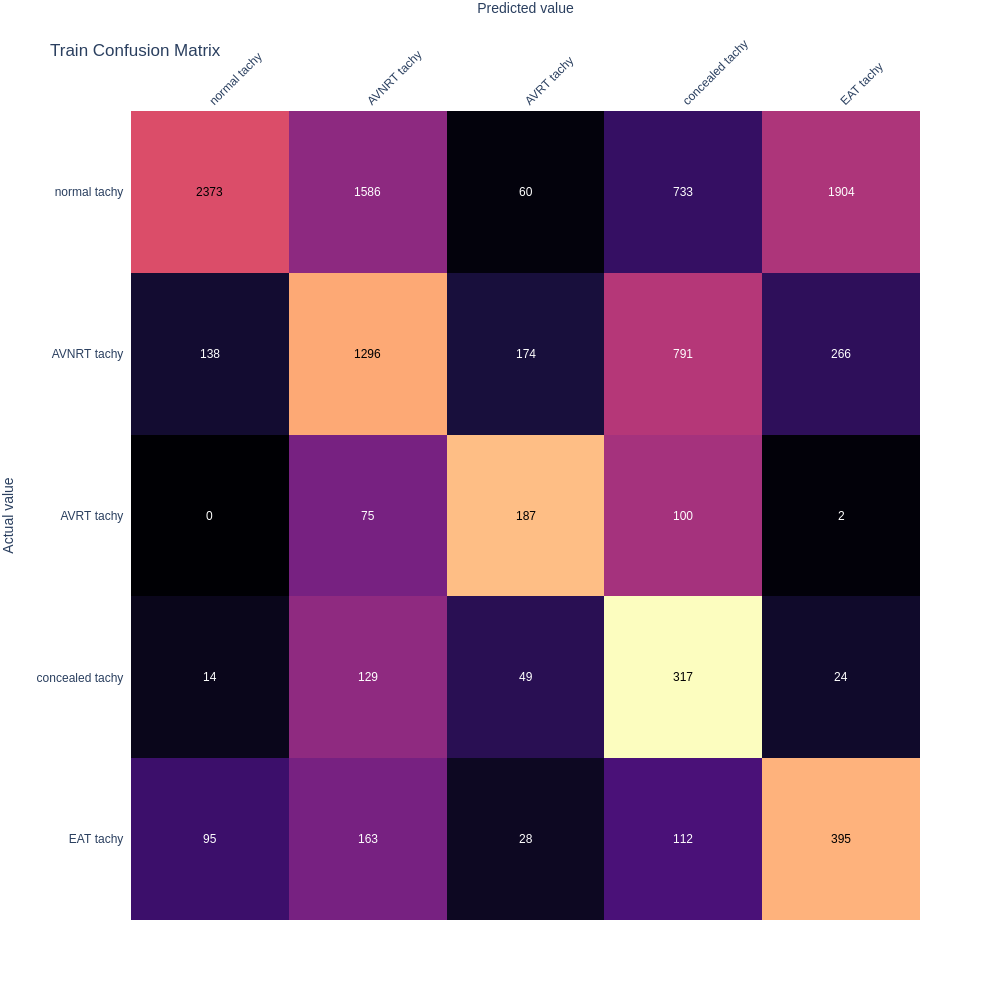 Predicted value
Train Confusion Matrix
normal tachy AVNRT tachy AVRT tachy concealed tachy EAT tachy
normal tachy 2373 1586 60 733 1904
AVNRT tachy 138 1296 174 791 266
Actual value
AVRT tachy 0 75 187 100 2
concealed tachy 14 129 49 317 24
EAT tachy 95 163 28 112 395